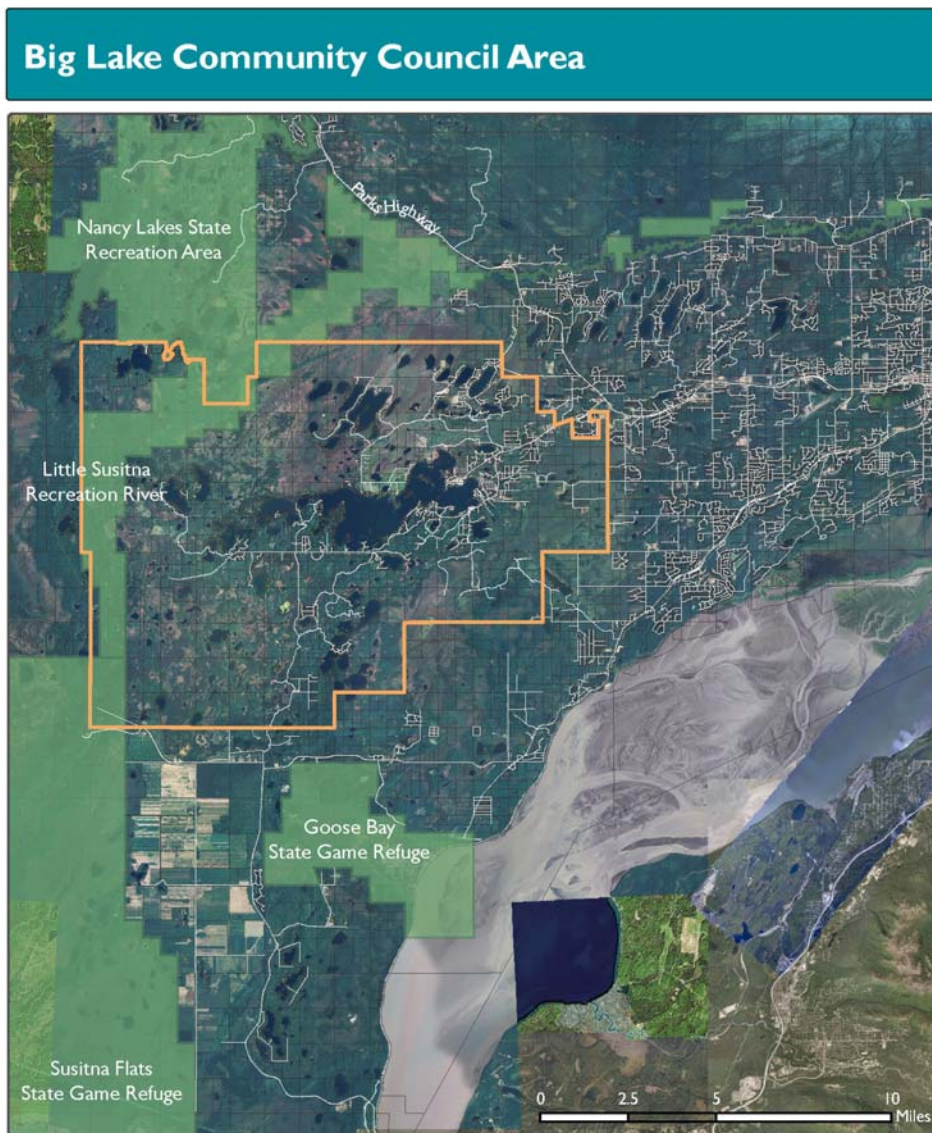 Big Lake Community Council Area
Parks Highway
Nancy Lakes State
Recreation Area
Little Susitna
Recreation River
Goose Bay
State Game Refuge
Susitna Flats
State Game Refuge
0 2.5 5 10
Miles